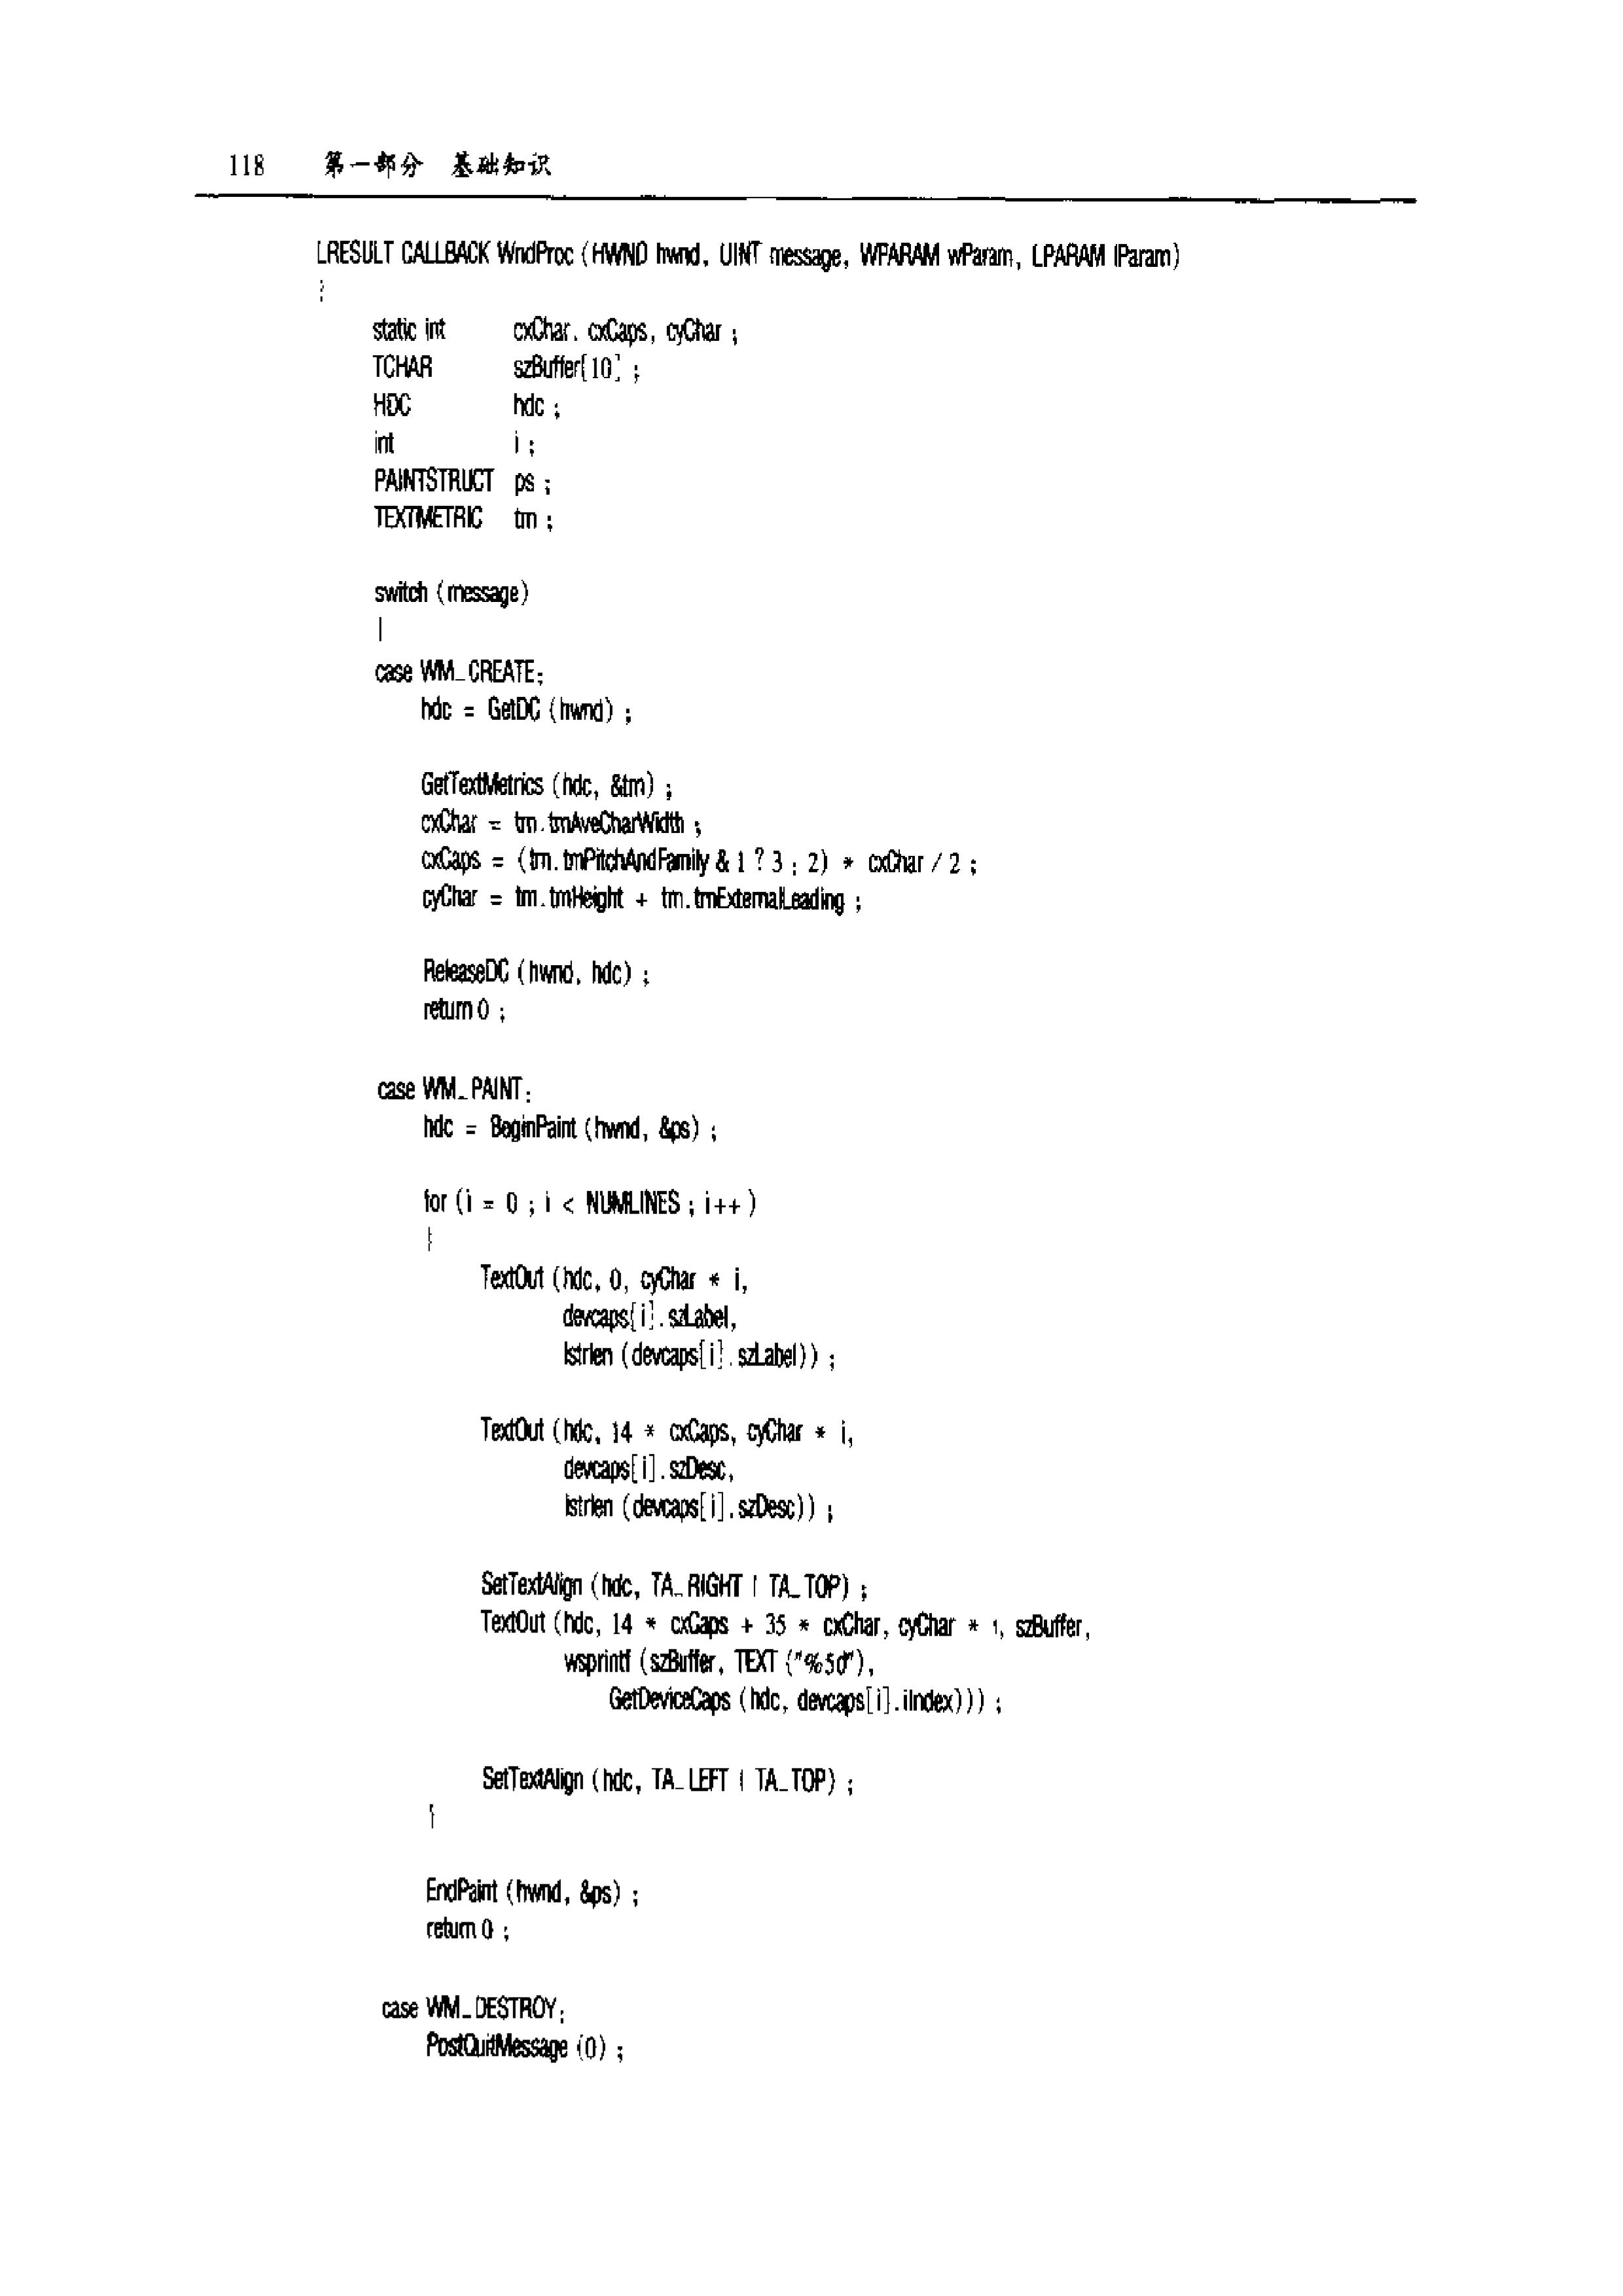 118 第一部分 基础知识
LRESULT CALLBACK WndProc (HWND hwnd, UINT message, WPARAM wParam, LPARAM lParam)
{
static int cxChar, cxCaps, cyChar ;
TCHAR szBuffer[10] ;
HDC hdc ;
int i ;
PAINTSTRUCT ps ;
TEXTMETRIC tm ;
switch (message)
{
case WM_CREATE:
hdc = GetDC (hwnd) ;
GetTextMetrics (hdc, &tm) ;
cxChar = tm.tmAveCharWidth ;
cxCaps = (tm.tmPitchAndFamily & 1 ? 3 : 2) * cxChar / 2 ;
cyChar = tm.tmHeight + tm.tmExternalLeading ;
ReleaseDC (hwnd, hdc) ;
return 0 ;
case WM_PAINT:
hdc = BeginPaint (hwnd, &ps) ;
for (i = 0 ; i < NUMLINES ; i++)
{
TextOut (hdc, 0, cyChar * i,
devcaps[i].szLabel,
lstrlen (devcaps[i].szLabel)) ;
TextOut (hdc, 14 * cxCaps, cyChar * i,
devcaps[i].szDesc,
lstrlen (devcaps[i].szDesc)) ;
SetTextAlign (hdc, TA_RIGHT | TA_TOP) ;
TextOut (hdc, 14 * cxCaps + 35 * cxChar, cyChar * i, szBuffer,
wsprintf (szBuffer, TEXT ("%5d"),
GetDeviceCaps (hdc, devcaps[i].iIndex))) ;
SetTextAlign (hdc, TA_LEFT | TA_TOP) ;
}
EndPaint (hwnd, &ps) ;
return 0 ;
case WM_DESTROY:
PostQuitMessage (0) ;